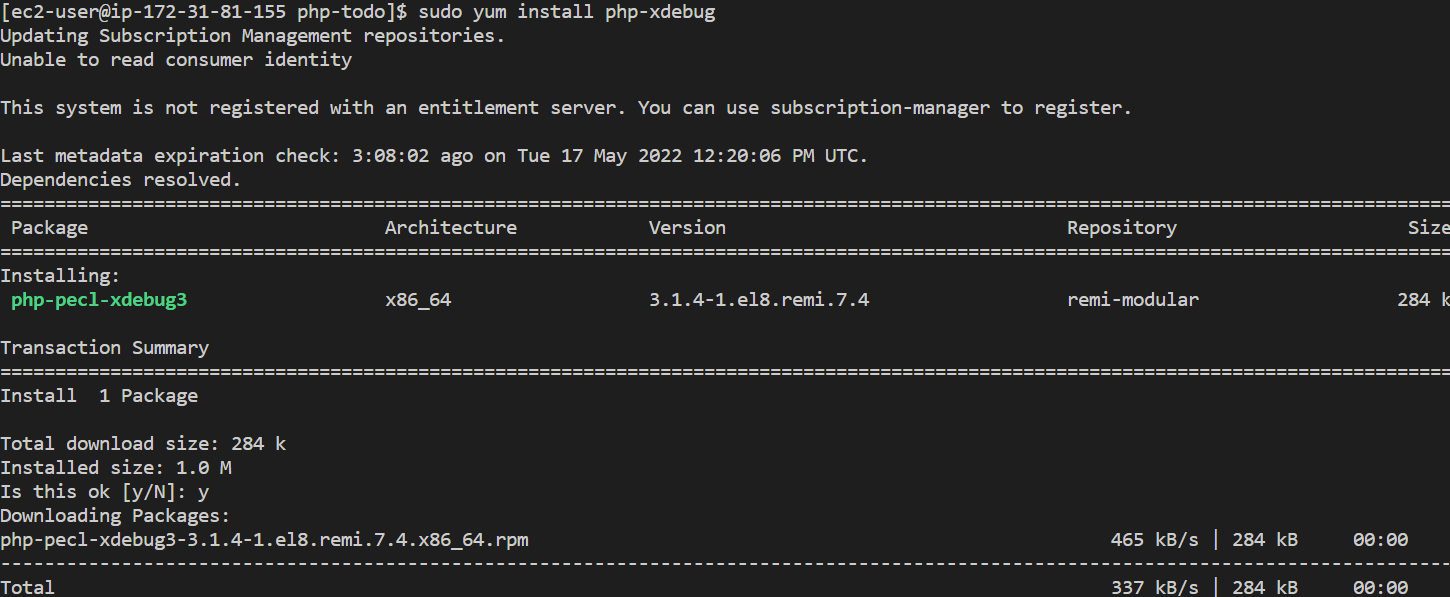 [ec2-user@ip-172-31-81-155 php-todo]$ sudo yum install php-xdebug
Updating Subscription Management repositories.
Unable to read consumer identity
This system is not registered with an entitlement server. You can use subscription-manager to register.
Last metadata expiration check: 3:08:02 ago on Tue 17 May 2022 12:20:06 PM UTC.
Dependencies resolved.
================================================================================
Package Architecture Version Repository Size
================================================================================
Installing:
php-pecl-xdebug3 x86_64 3.1.4-1.el8.remi.7.4 remi-modular 284 k
Transaction Summary
================================================================================
Install 1 Package
Total download size: 284 k
Installed size: 1.0 M
Is this ok [y/N]: y
Downloading Packages:
php-pecl-xdebug3-3.1.4-1.el8.remi.7.4.x86_64.rpm 465 kB/s | 284 kB 00:00
--------------------------------------------------------------------------------
Total 337 kB/s | 284 kB 00:00